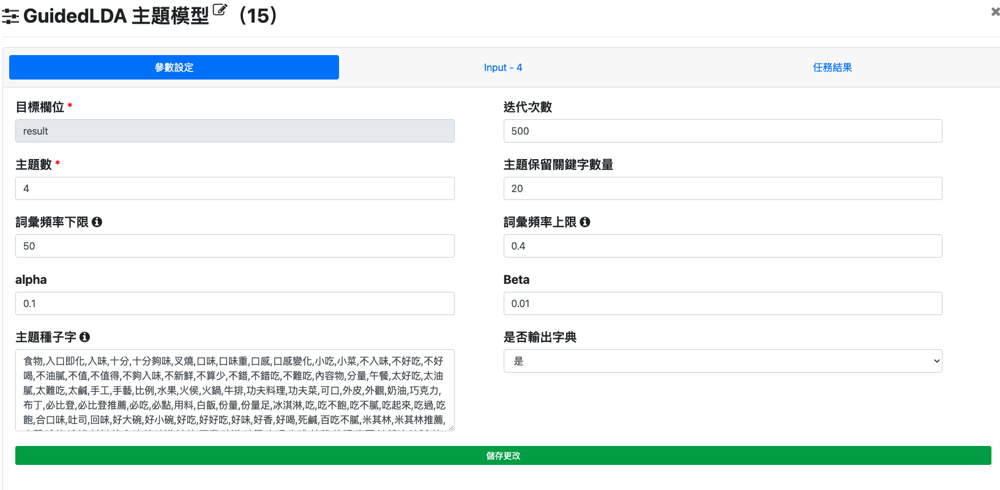 GuidedLDA 主題模型 （15）
參數設定
Input - 4
任務結果
目標欄位 *
result
迭代次數
500
主題數 *
4
主題保留關鍵字數量
20
詞彙頻率下限
50
詞彙頻率上限
0.4
alpha
0.1
Beta
0.01
主題種子字
食物,入口即化,入味,十分,十分夠味,叉燒,口味,口味重,口感,口感變化,小吃,小菜,不入味,不好吃,不好
喝,不油膩,不值,不值得,不夠入味,不新鮮,不算少,不錯,不錯吃,不難吃,內容物,分量,午餐,太好吃,太油
膩,太難吃,太鹹,手工,手藝,比例,水果,火侯,火鍋,牛排,功夫料理,功夫菜,可口,外皮,外觀,奶油,巧克力,
布丁,必比登,必比登推薦,必吃,必點,用料,白飯,份量,份量足,冰淇淋,吃,吃不飽,吃不膩,吃起來,吃過,吃
飽,合口味,吐司,回味,好大碗,好小碗,好吃,好好吃,好味,好香,好喝,死鹹,百吃不膩,米其林,米其林推薦,
是否輸出字典
是
儲存更改